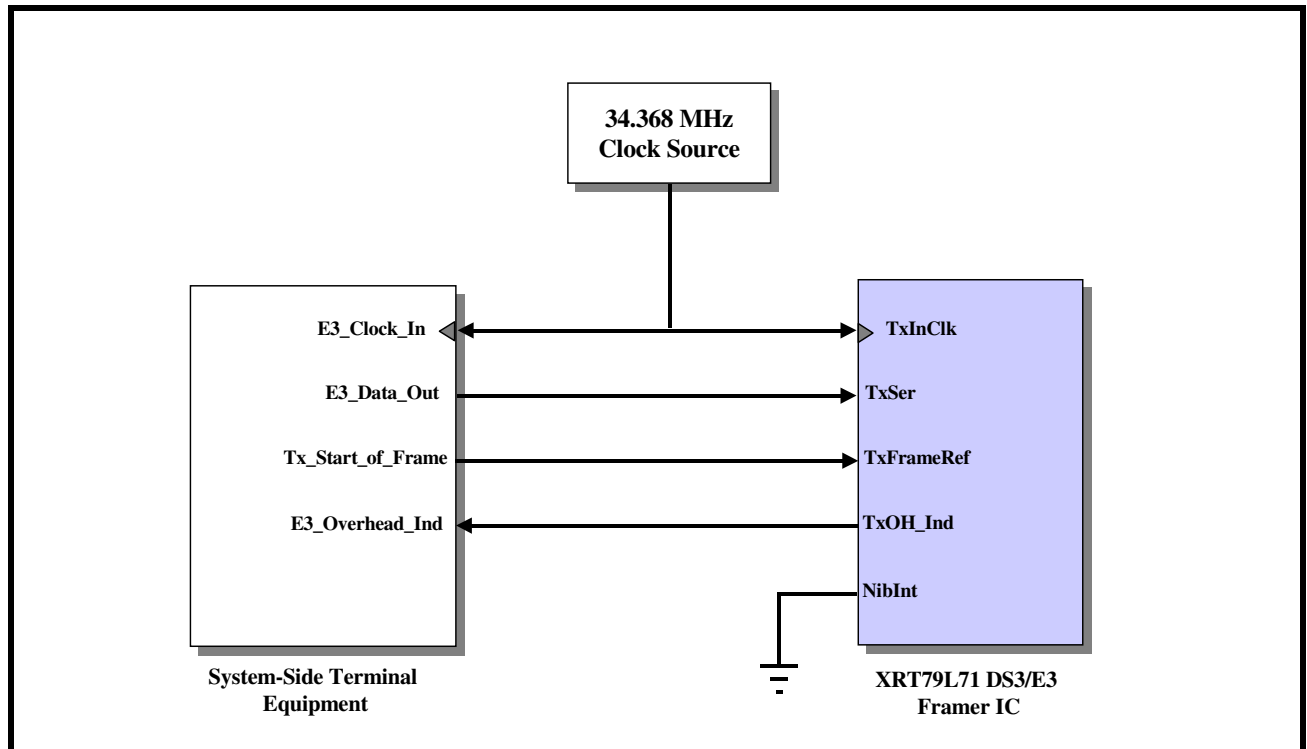 34.368 MHz
Clock Source
E3_Clock_In
TxInClk
E3_Data_Out
TxSer
Tx_Start_of_Frame
TxFrameRef
E3_Overhead_Ind
TxOH_Ind
NibInt
System-Side Terminal
Equipment
XRT79L71 DS3/E3
Framer IC